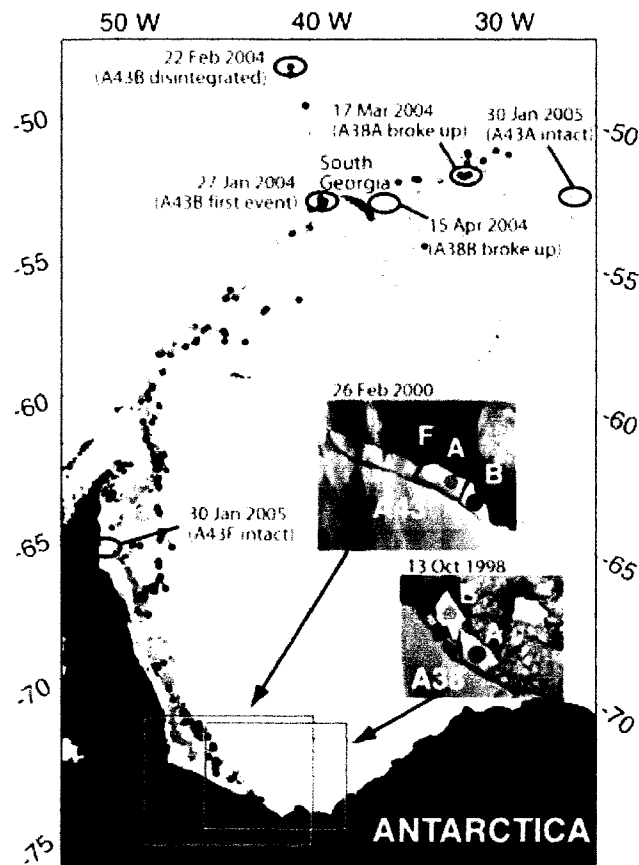 50 W 40 W 30 W
22 Feb 2004
(A43B disintegrated)
-50
17 Mar 2004
(A38A broke up)
30 Jan 2005
(A43A intact)
-50
South
Georgia
27 Jan 2004
(A43B first event)
15 Apr 2004
(A38B broke up)
-55
-55
-60
26 Feb 2000
-60
F
A
B
A43
30 Jan 2005
(A43F intact)
-65
-65
13 Oct 1998
B
A
A38
-70
-70
ANTARCTICA
-75